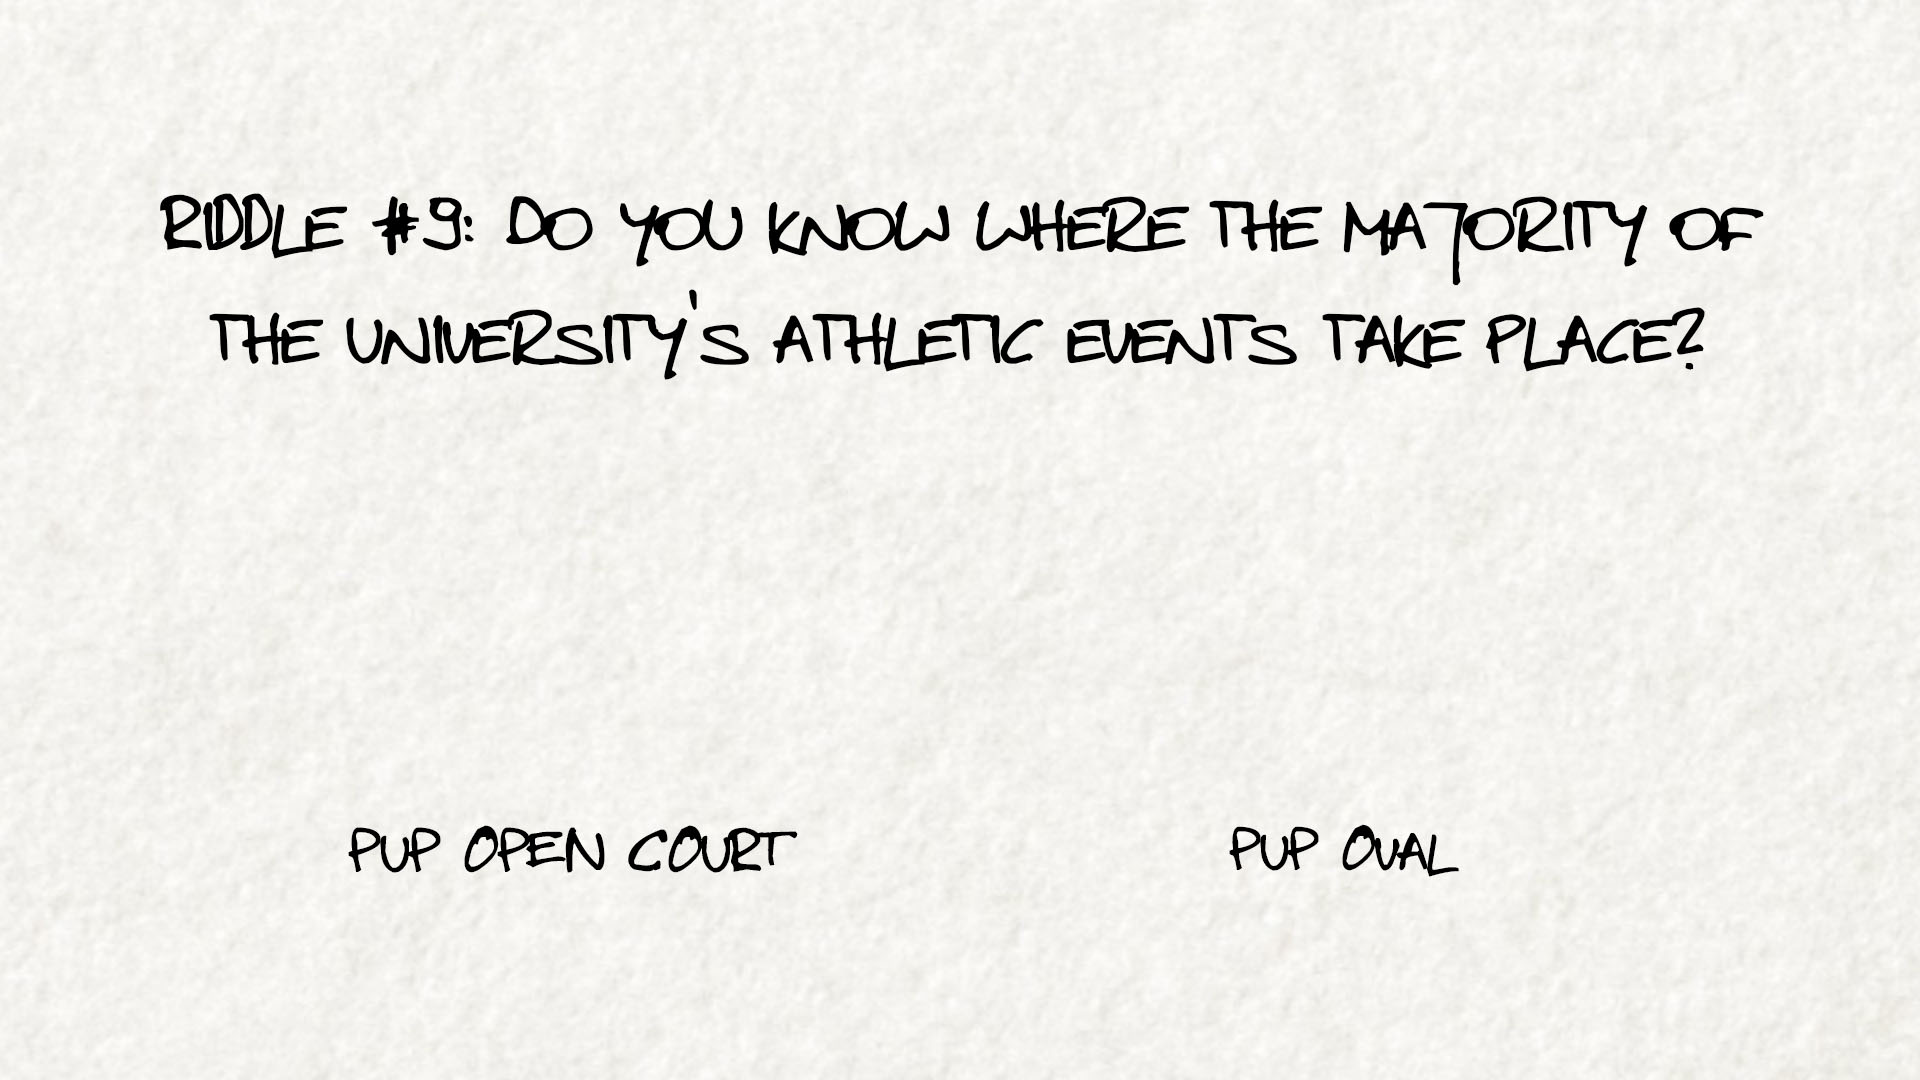 RIDDLE #9: DO YOU KNOW WHERE THE MAJORITY OF
THE UNIVERSITY'S ATHLETIC EVENTS TAKE PLACE?
PUP OPEN COURT
PUP OVAL